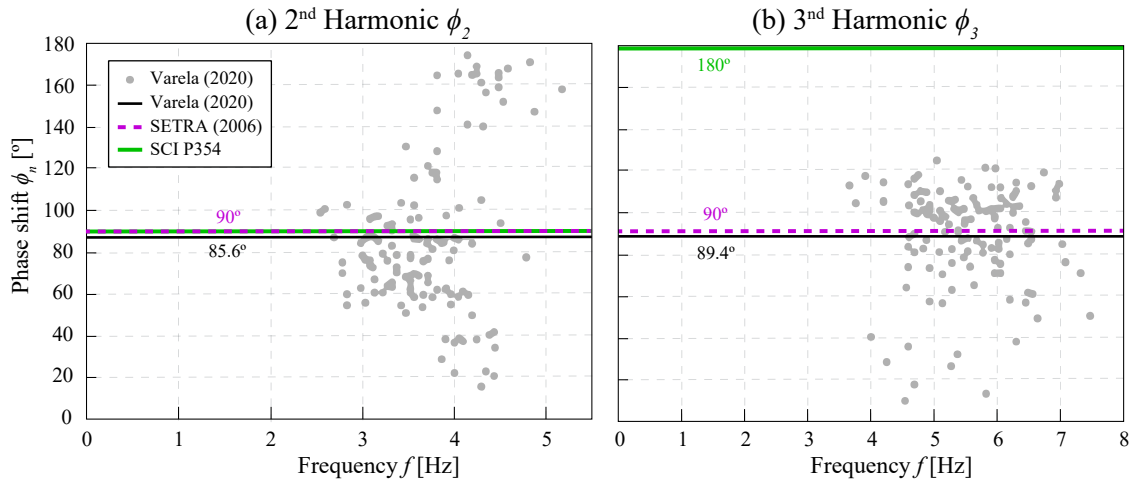 (a) 2nd Harmonic ϕ2
(b) 3nd Harmonic ϕ3
Phase shift ϕn [º]
180
160
140
120
100
80
60
40
20
0
Varela (2020)
Varela (2020)
SETRA (2006)
SCI P354
90º
85.6º
180º
90º
89.4º
0 1 2 3 4 5
0 1 2 3 4 5 6 7 8
Frequency f [Hz]
Frequency f [Hz]